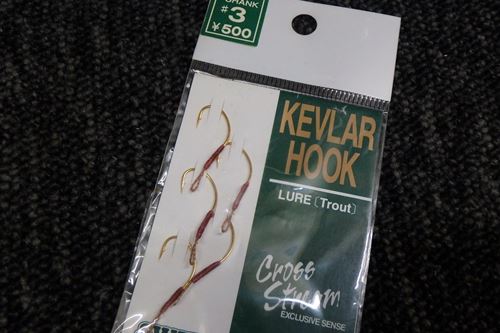 SHANK
#3
¥500
KEVLAR
HOOK
LURE〔Trout〕
Cross
Stream
EXCLUSIVE SENSE